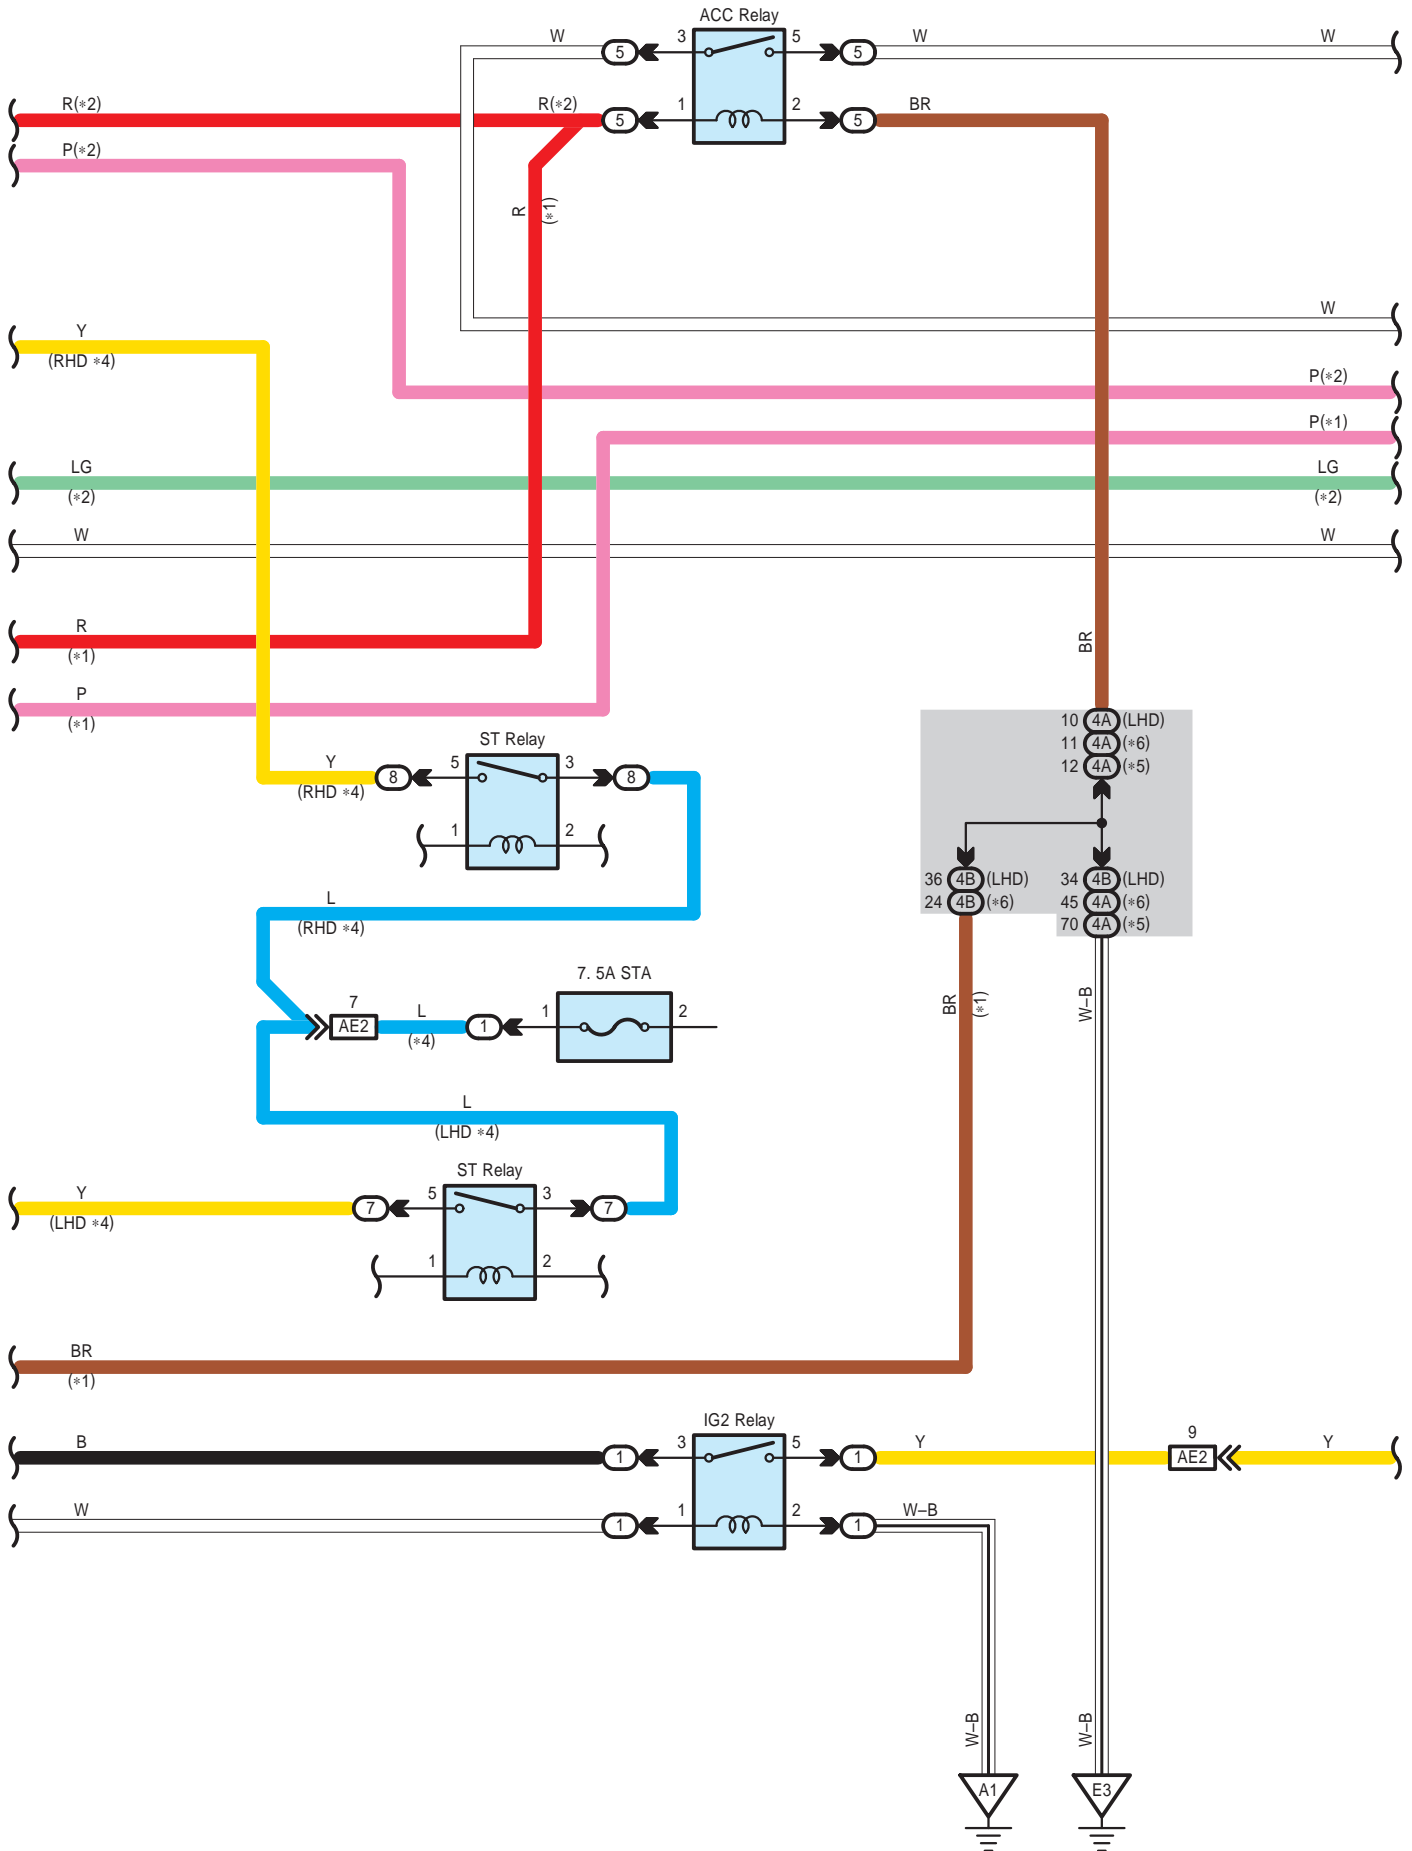 ACC Relay
W
5
3
5
5
W
W
R(*2)
R(*2)
5
1
2
5
BR
P(*2)
R
(*1)
W
Y
(RHD *4)
P(*2)
P(*1)
LG
(*2)
LG
(*2)
W
W
R
(*1)
BR
P
(*1)
10 4A (LHD)
11 4A (*6)
12 4A (*5)
ST Relay
Y
(RHD *4)
8
5
3
8
1
2
36 4B (LHD)
24 4B (*6)
34 4B (LHD)
45 4A (*6)
70 4A (*5)
L
(RHD *4)
7. 5A STA
7
AE2
L
(*4)
1
1
2
BR
(*1)
W–B
L
(LHD *4)
ST Relay
Y
(LHD *4)
7
5
3
7
1
2
BR
(*1)
IG2 Relay
B
1
3
5
1
Y
9
AE2
Y
W
1
1
2
1
W–B
W–B
W–B
A1
E3